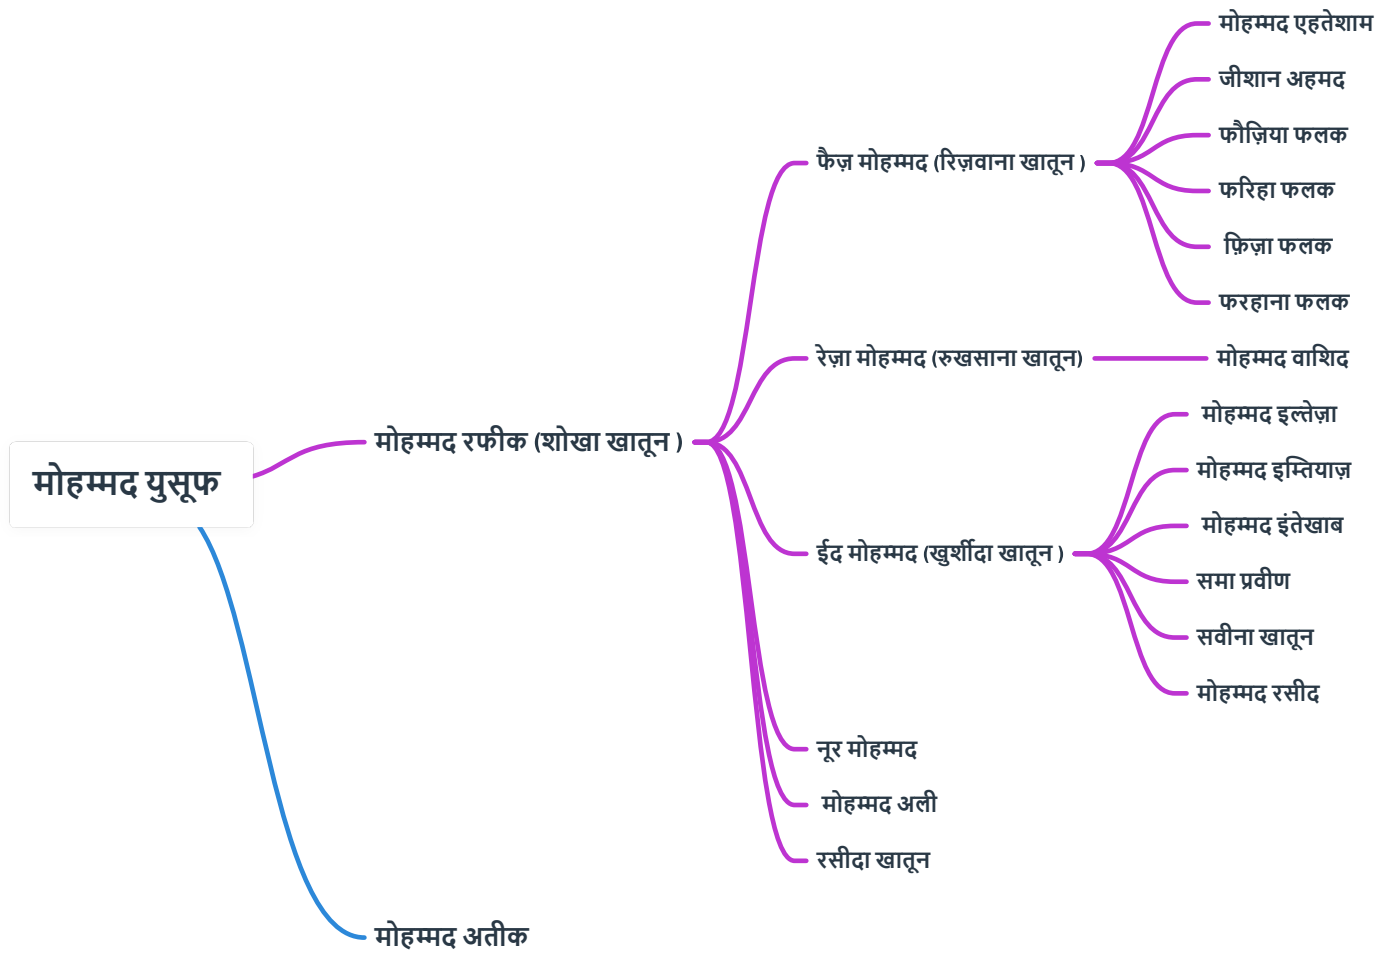 मोहम्मद एहतेशाम
जीशान अहमद
फौज़िया फलक
फैज़ मोहम्मद (रिज़वाना खातून )
फरिहा फलक
फ़िज़ा फलक
फरहाना फलक
रेज़ा मोहम्मद (रुखसाना खातून)
मोहम्मद वाशिद
मोहम्मद इल्तेज़ा
मोहम्मद रफीक (शोखा खातून )
मोहम्मद इम्तियाज़
मोहम्मद युसूफ
मोहम्मद इंतेखाब
ईद मोहम्मद (खुर्शीदा खातून )
समा प्रवीण
सवीना खातून
मोहम्मद रसीद
नूर मोहम्मद
मोहम्मद अली
रसीदा खातून
मोहम्मद अतीक